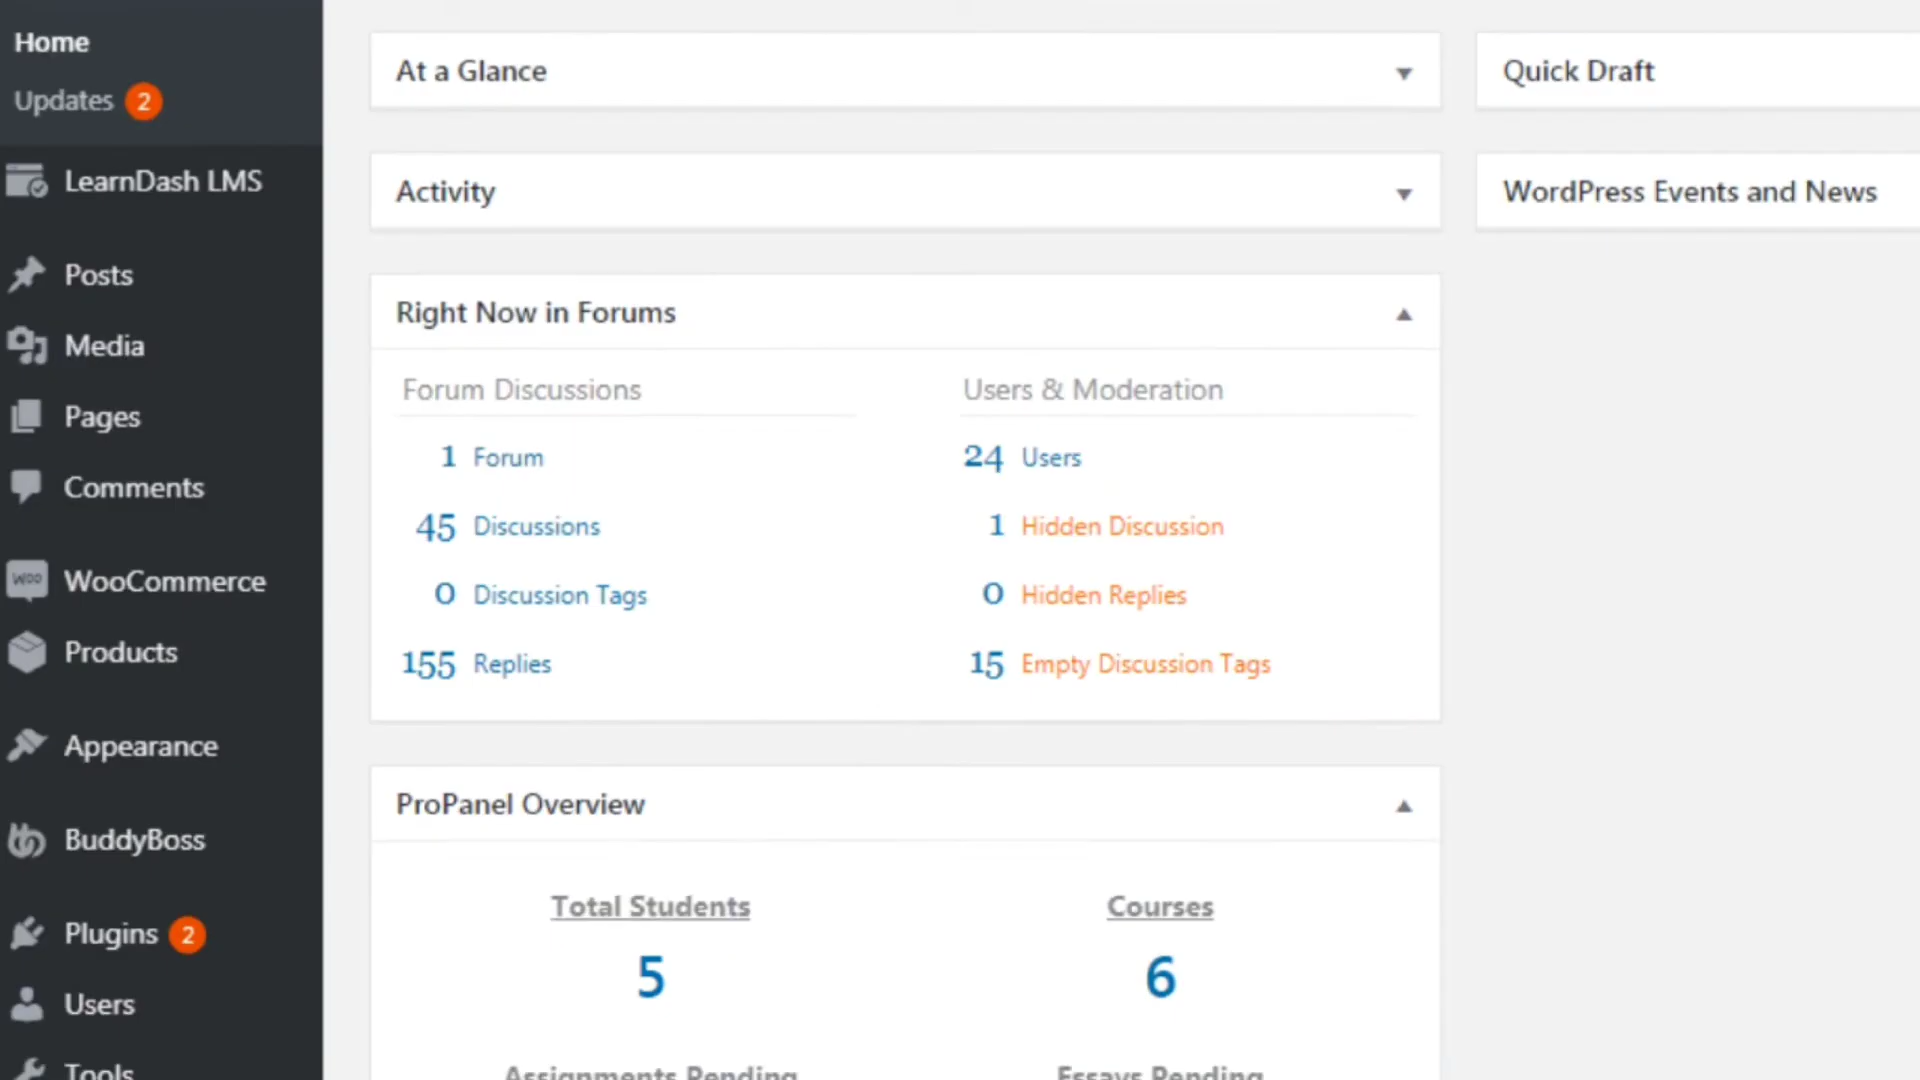 Home
Updates 2
LearnDash LMS
Posts
Media
Pages
Comments
WOO WooCommerce
Products
Appearance
BuddyBoss
Plugins 2
Users
Tools
At a Glance
Activity
Right Now in Forums
Forum Discussions
1 Forum
45 Discussions
0 Discussion Tags
155 Replies
Users & Moderation
24 Users
1 Hidden Discussion
0 Hidden Replies
15 Empty Discussion Tags
ProPanel Overview
Total Students
5
Courses
6
Assignments Pending
Essays Pending
Quick Draft
WordPress Events and News